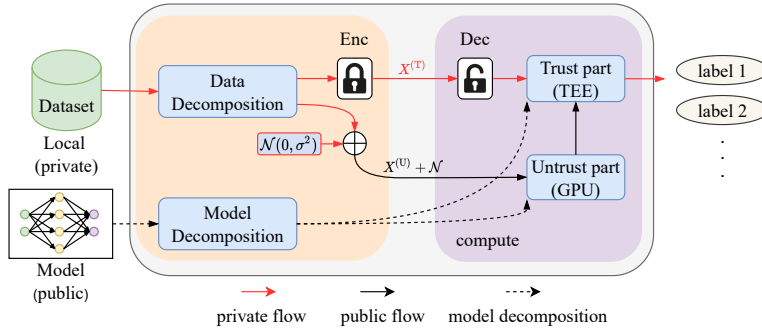 Enc
Dec
Dataset
Local
(private)
Data
Decomposition
X^(T)
Trust part
(TEE)
label 1
label 2
N(0, σ²)
X^(U) + N
Untrust part
(GPU)
Model
Decomposition
compute
Model
(public)
private flow
public flow
model decomposition